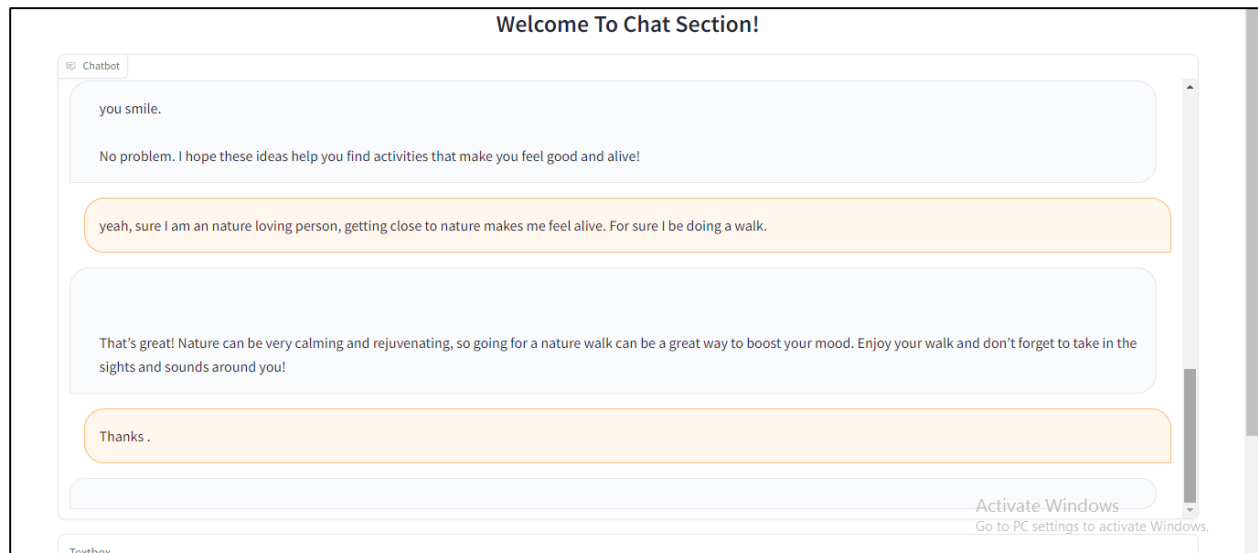 Welcome To Chat Section!
Chatbot
you smile.
No problem. I hope these ideas help you find activities that make you feel good and alive!
yeah, sure I am an nature loving person, getting close to nature makes me feel alive. For sure I be doing a walk.
That’s great! Nature can be very calming and rejuvenating, so going for a nature walk can be a great way to boost your mood. Enjoy your walk and don’t forget to take in the
sights and sounds around you!
Thanks .
Activate Windows
Go to PC settings to activate Windows.
Textbox